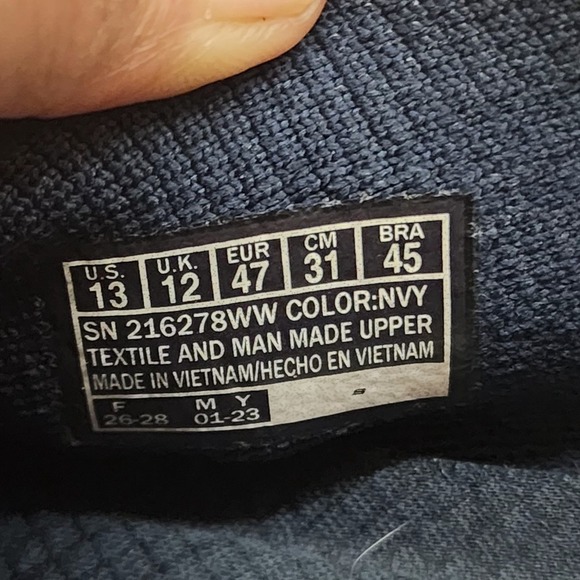 U.S. U.K. EUR CM BRA
13 12 47 31 45
SN 216278WW COLOR:NVY
TEXTILE AND MAN MADE UPPER
MADE IN VIETNAM/HECHO EN VIETNAM
F M Y
26-28 01-23
S